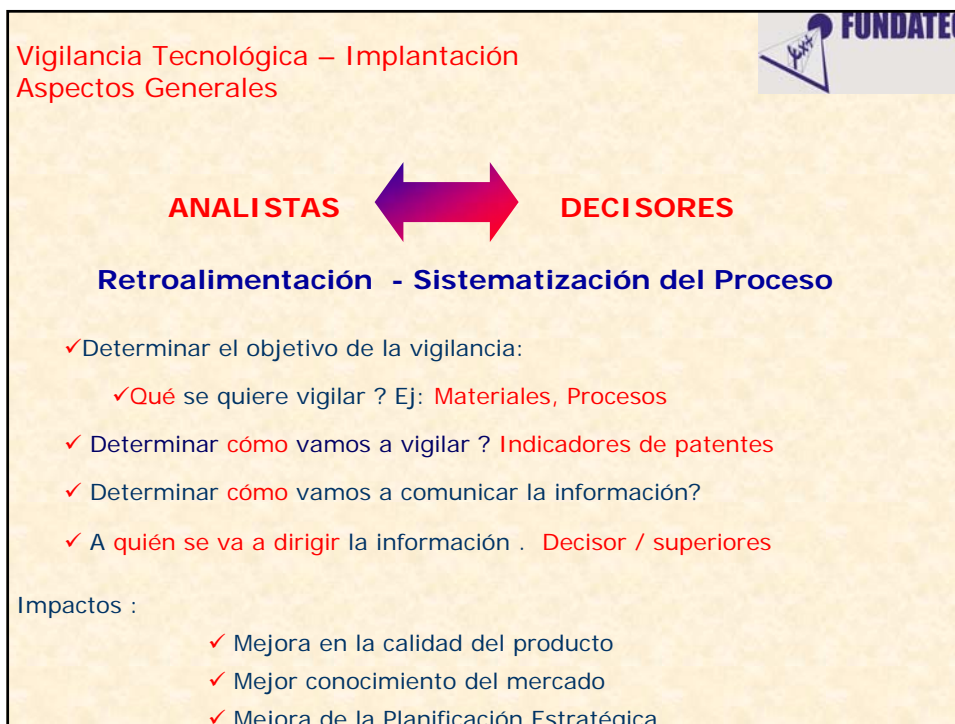 FUNDATEC
Vigilancia Tecnológica – Implantación
Aspectos Generales
ANALISTAS DECISORES
Retroalimentación - Sistematización del Proceso
✓Determinar el objetivo de la vigilancia:
✓Qué se quiere vigilar ? Ej: Materiales, Procesos
✓ Determinar cómo vamos a vigilar ? Indicadores de patentes
✓ Determinar cómo vamos a comunicar la información?
✓ A quién se va a dirigir la información . Decisor / superiores
Impactos :
✓ Mejora en la calidad del producto
✓ Mejor conocimiento del mercado
✓ Mejora de la Planificación Estratégica